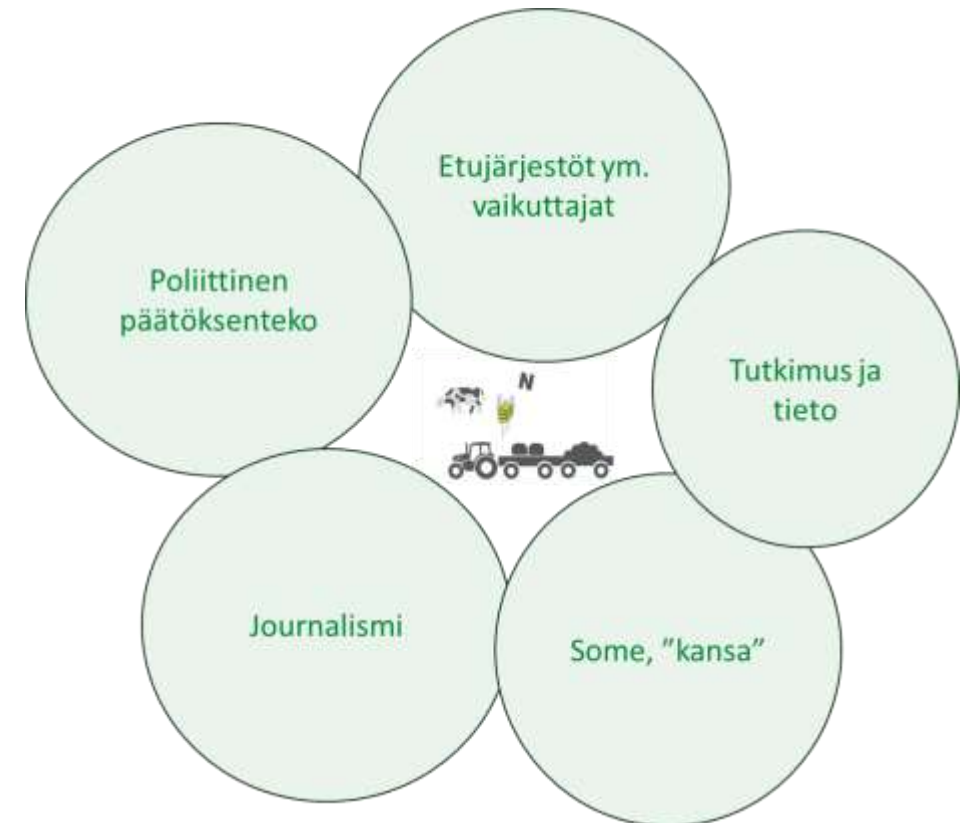 Etujärjestöt ym.
vaikuttajat
Poliittinen
päätöksenteko
Tutkimus ja
tieto
N
Journalismi
Some, ”kansa”